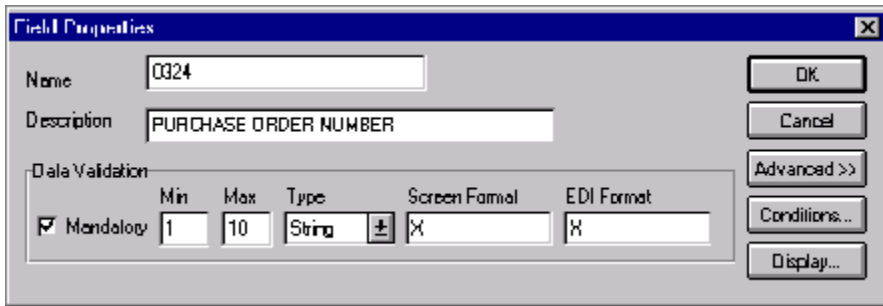 Field Properties
Name 0324
OK
Description PURCHASE ORDER NUMBER
Cancel
Data Validation
Advanced >>
Min Max Type Screen Format EDI Format
Mandatory 1 10 String X X
Conditions...
Display...